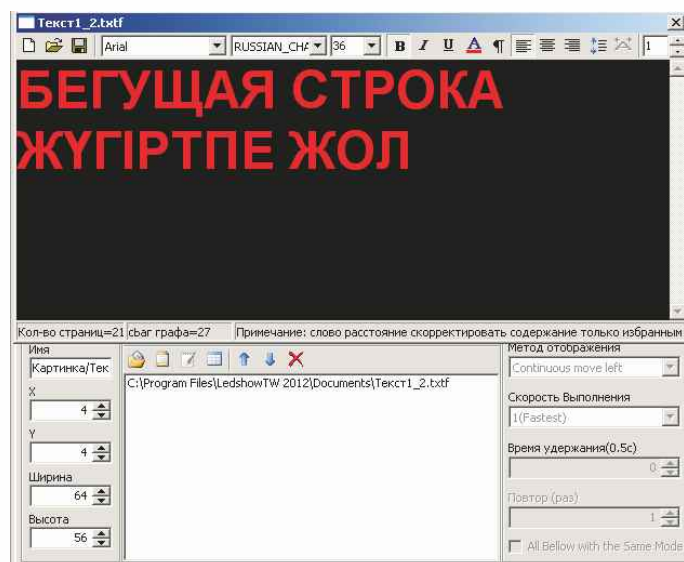 Текст1_2.txtf
Arial RUSSIAN_CHA 36 B I U A ¶ 1
БЕГУЩАЯ СТРОКА
ЖҮГІРТПЕ ЖОЛ
Кол-во страниц=21 сbar графа=27 Примечание: слово расстояние скорректировать содержание только избранным
Имя
Картинка/Тек
X
4
Y
4
Ширина
64
Высота
56
C:\Program Files\LedshowTW 2012\Documents\Текст1_2.txtf
Метод отображения
Continuous move left
Скорость Выполнения
1(Fastest)
Время удержания(0.5с)
0
Повтор (раз)
1
All Bellow with the Same Mode